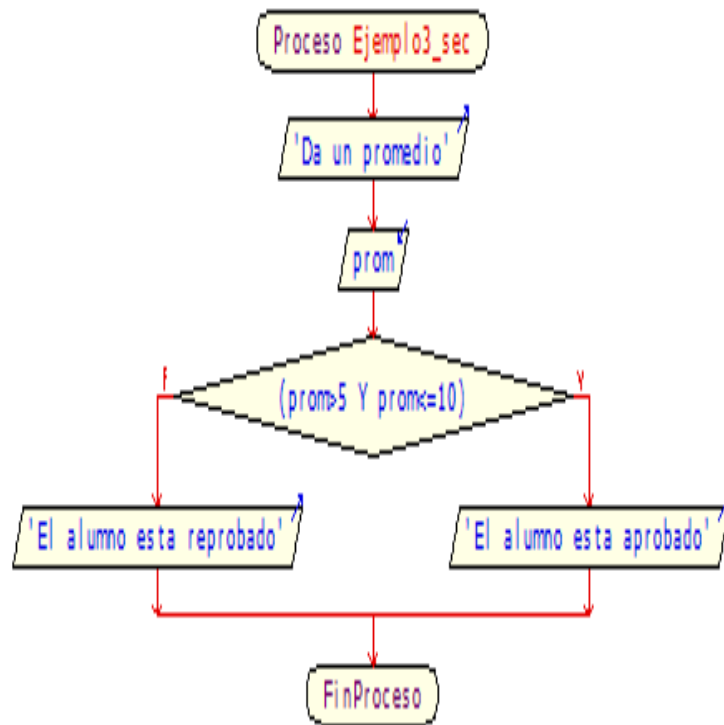 Proceso Ejemplo3_sec
'Da un promedio'
prom
F
V
(prom>5 Y prom<=10)
'El alumno esta reprobado'
'El alumno esta aprobado'
FinProceso